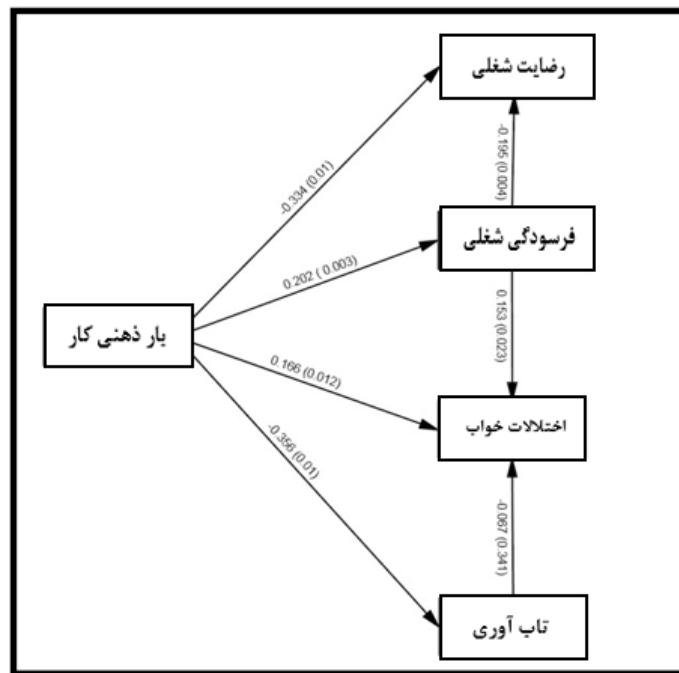 رضایت شغلی
-0.195 (0.004)
-0.334 (0.01)
فرسودگی شغلی
0.202 ( 0.003)
0.153 (0.023)
بار ذهنی کار
0.166 (0.012)
اختلالات خواب
-0.356 (0.01)
-0.067 (0.341)
تاب آوری